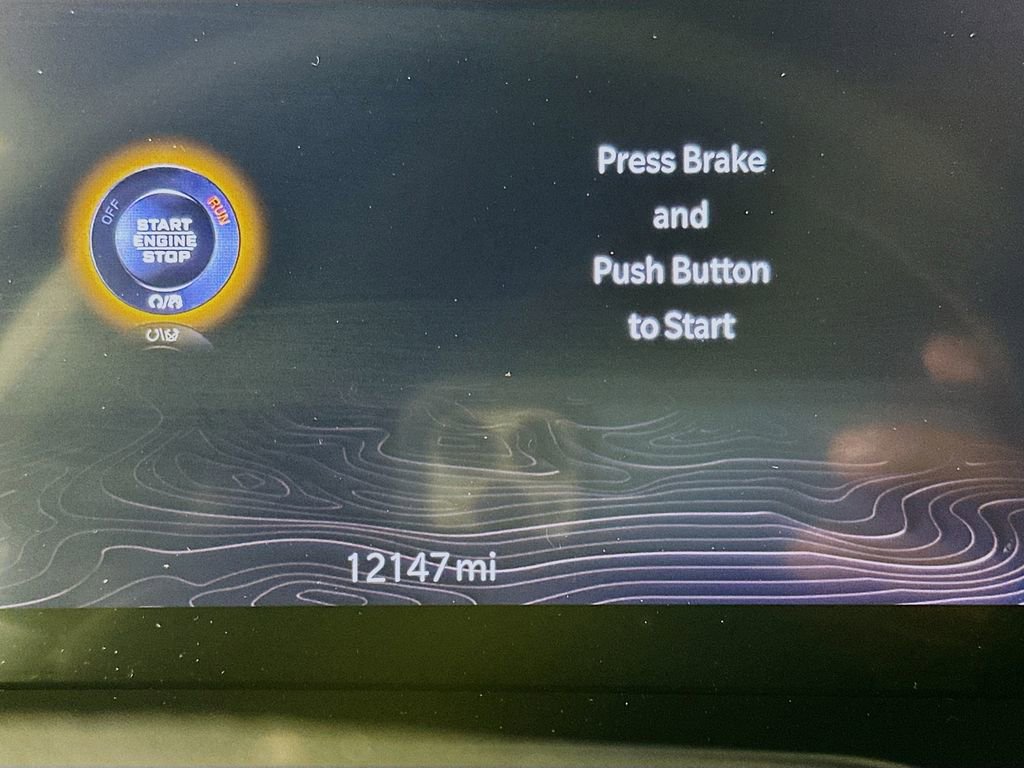 OFF
RUN
START
ENGINE
STOP
Press Brake
and
Push Button
to Start
12147 mi